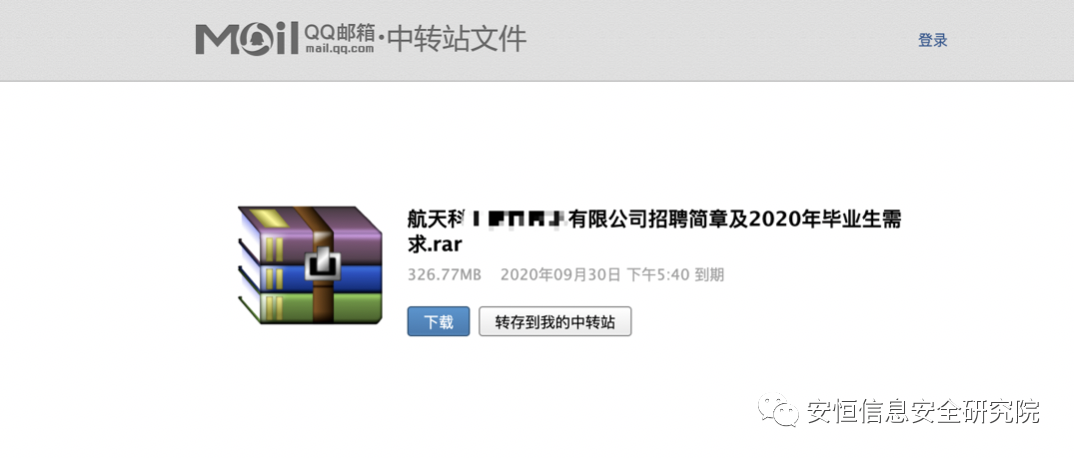 MOil QQ邮箱 mail.qq.com ·中转站文件
登录
航天科 有限公司招聘简章及2020年毕业生需
求.rar
326.77MB 2020年09月30日 下午5:40 到期
下载 转存到我的中转站
安恒信息安全研究院